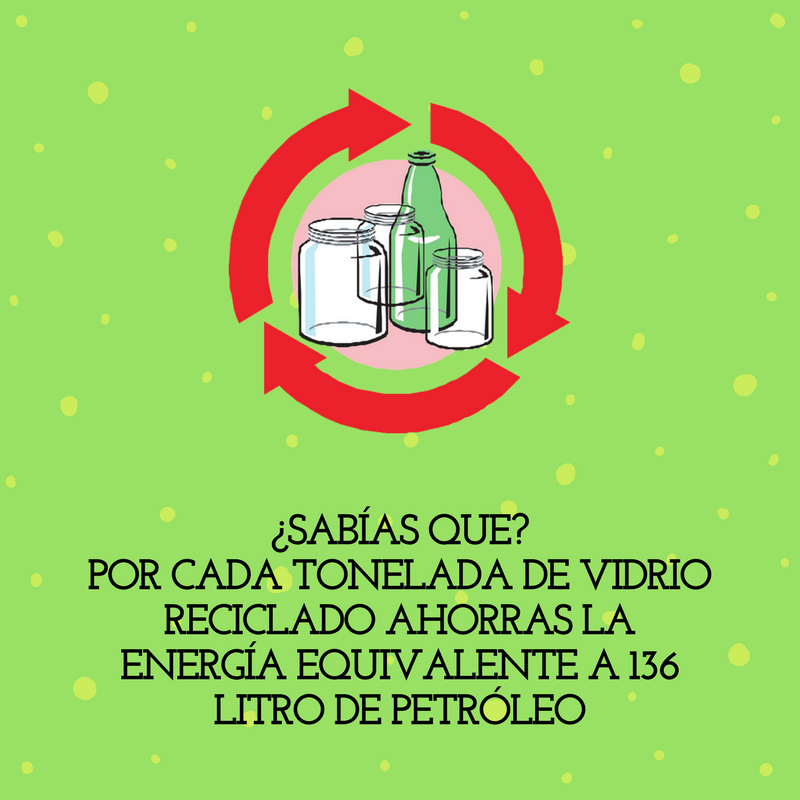 ¿SABÍAS QUE?
POR CADA TONELADA DE VIDRIO
RECICLADO AHORRAS LA
ENERGÍA EQUIVALENTE A 136
LITRO DE PETRÓLEO